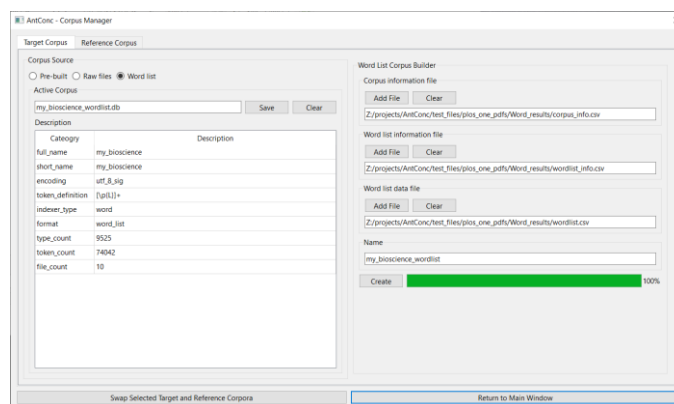 AntConc - Corpus Manager
Target Corpus Reference Corpus
Corpus Source
Pre-built Raw files Word list
Active Corpus
my_bioscience_wordlist.db Save Clear
Description
Cateogry Description
full_name my_bioscience
short_name my_bioscience
encoding utf_8_sig
token_definition [\p{L}]+
indexer_type word
format word_list
type_count 9525
token_count 74042
file_count 10
Word List Corpus Builder
Corpus information file
Add File Clear
Z:/projects/AntConc/test_files/plos_one_pdfs/Word_results/corpus_info.csv
Word list information file
Add File Clear
Z:/projects/AntConc/test_files/plos_one_pdfs/Word_results/wordlist_info.csv
Word list data file
Add File Clear
Z:/projects/AntConc/test_files/plos_one_pdfs/Word_results/wordlist.csv
Name
my_bioscience_wordlist
Create 100%
Swap Selected Target and Reference Corpora Return to Main Window